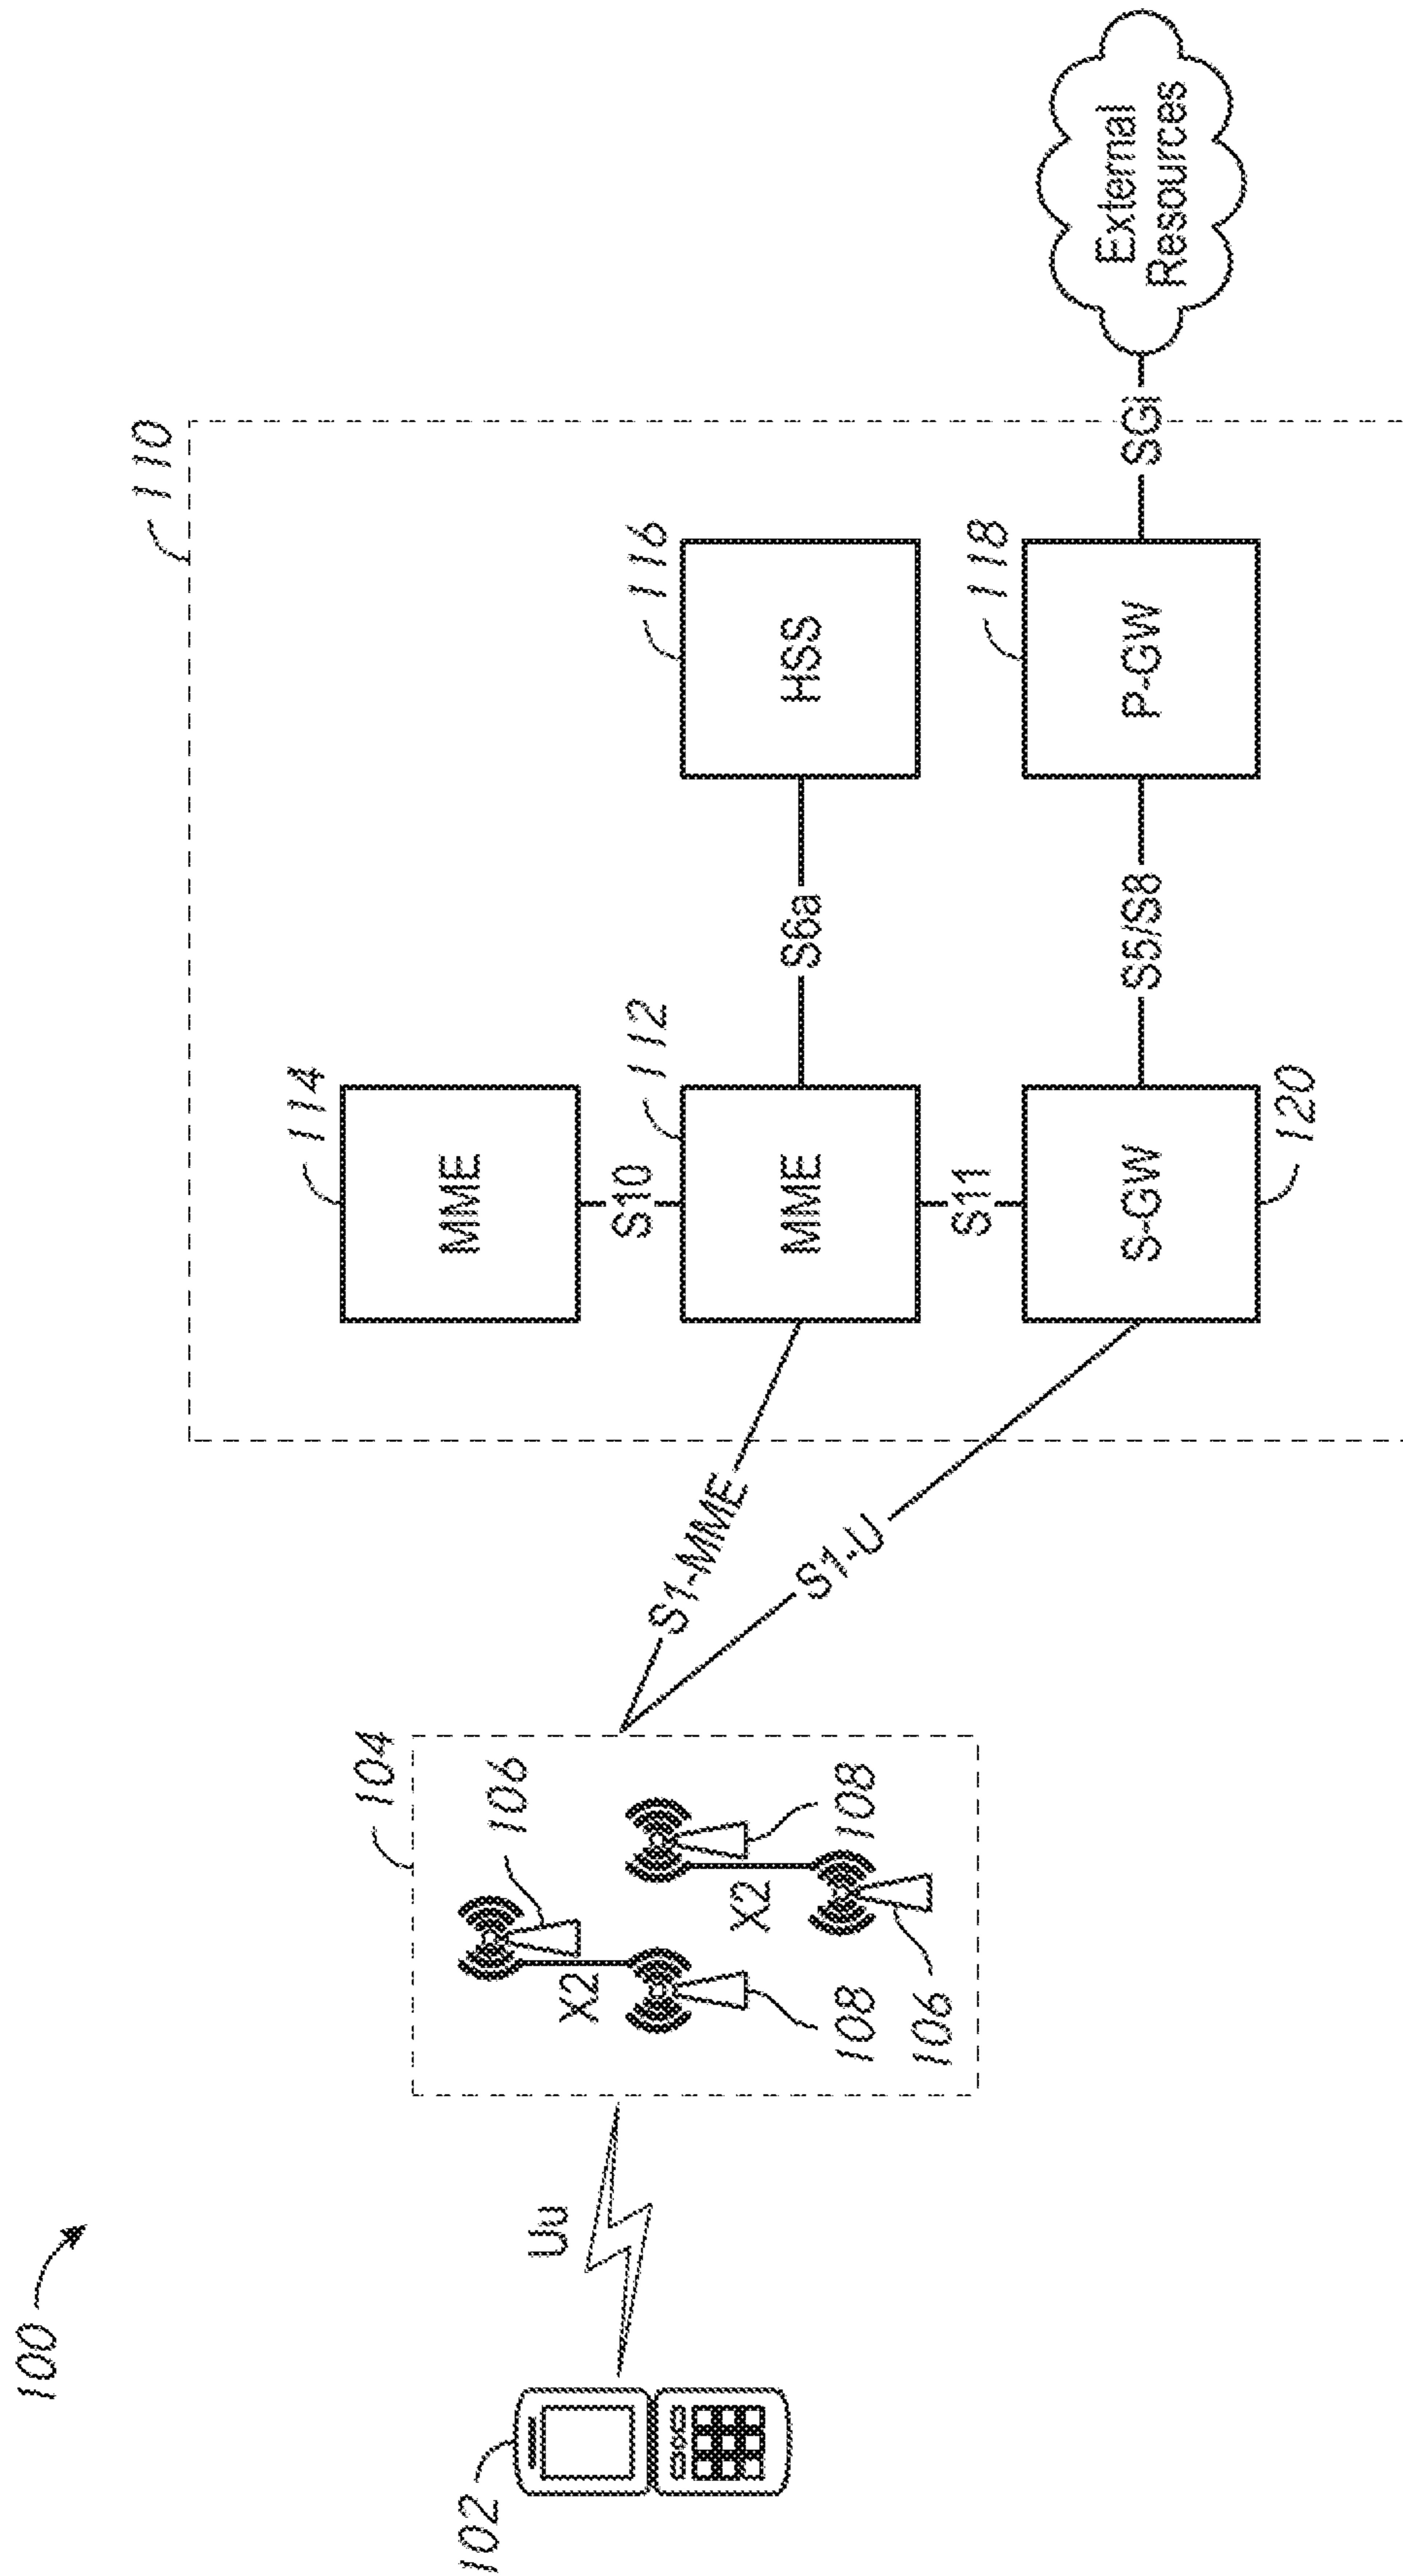 100
102
Uu
104
106
X2
108
X2
108
106
S1-MME
S1-U
110
114
MME
S10
112
MME
S6a
116
HSS
S11
S-GW
120
S5/S8
118
P-GW
SGi
External
Resources